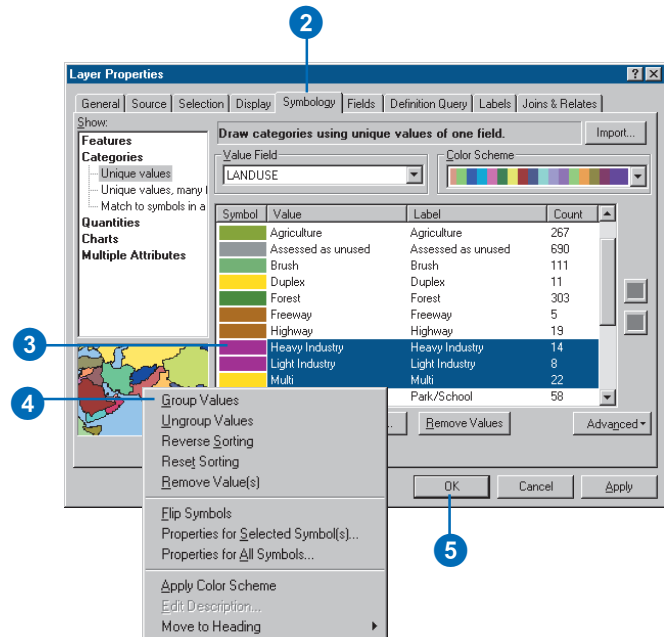 2
Layer Properties
General Source Selection Display Symbology Fields Definition Query Labels Joins & Relates
Show:
Features
Categories
Unique values
Unique values, many
Match to symbols in a
Quantities
Charts
Multiple Attributes
Draw categories using unique values of one field.
Import...
Value Field
LANDUSE
Color Scheme
Symbol Value Label Count
Agriculture Agriculture 267
Assessed as unused Assessed as unused 690
Brush Brush 111
Duplex Duplex 11
Forest Forest 303
Freeway Freeway 5
Highway Highway 19
3
Heavy Industry Heavy Industry 14
Light Industry Light Industry 8
Multi Multi 22
Park/School 58
4
Group Values
Ungroup Values
Reverse Sorting
Reset Sorting
Remove Value(s)
Flip Symbols
Properties for Selected Symbol(s)...
Properties for All Symbols...
Apply Color Scheme
Edit Description...
Move to Heading
... Remove Values Advanced
OK Cancel Apply
5